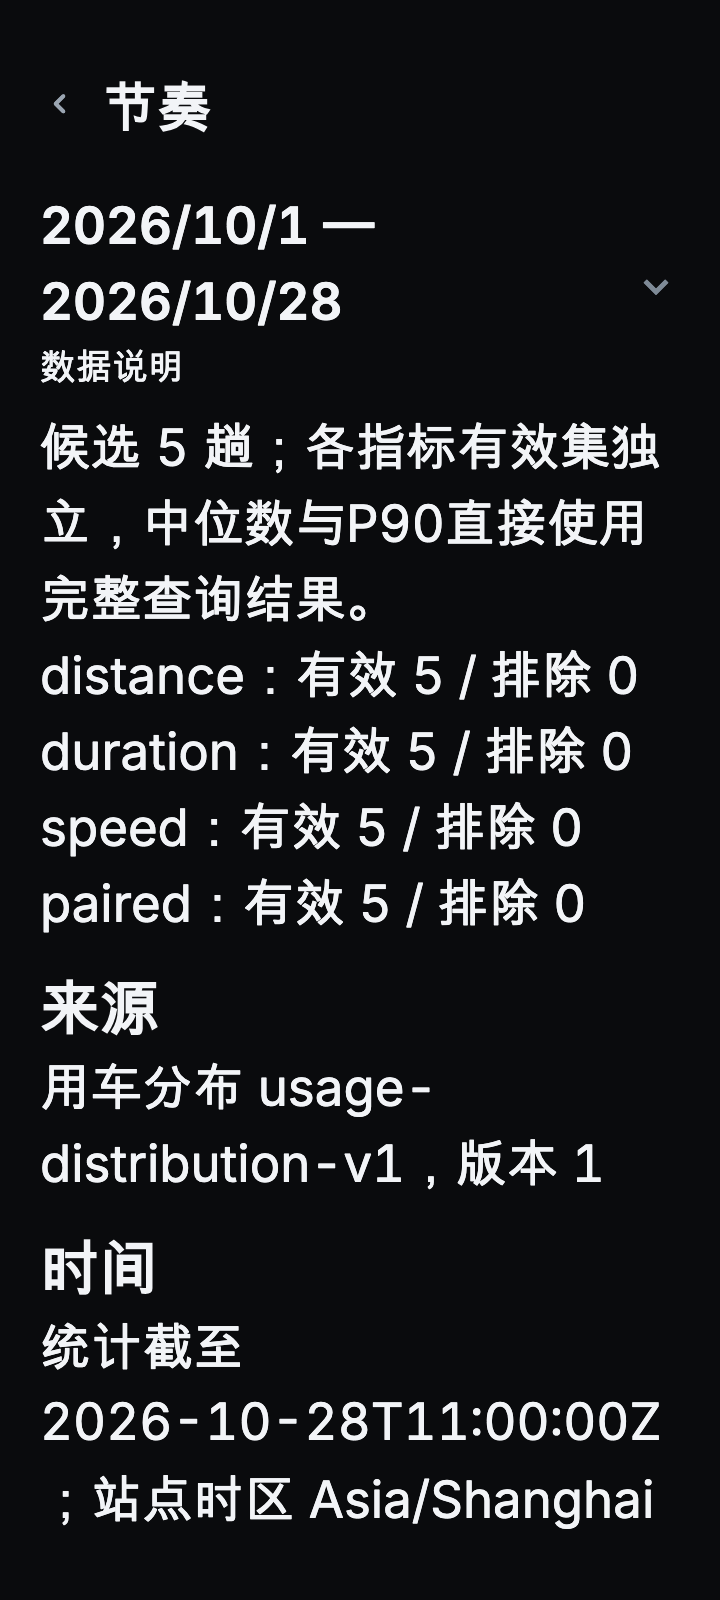 节奏
2026/10/1 —
2026/10/28
数据说明
候选 5 趟；各指标有效集独
立，中位数与P90直接使用
完整查询结果。
distance：有效 5 / 排除 0
duration：有效 5 / 排除 0
speed：有效 5 / 排除 0
paired：有效 5 / 排除 0
来源
用车分布 usage-
distribution-v1，版本 1
时间
统计截至
2026-10-28T11:00:00Z
；站点时区 Asia/Shanghai